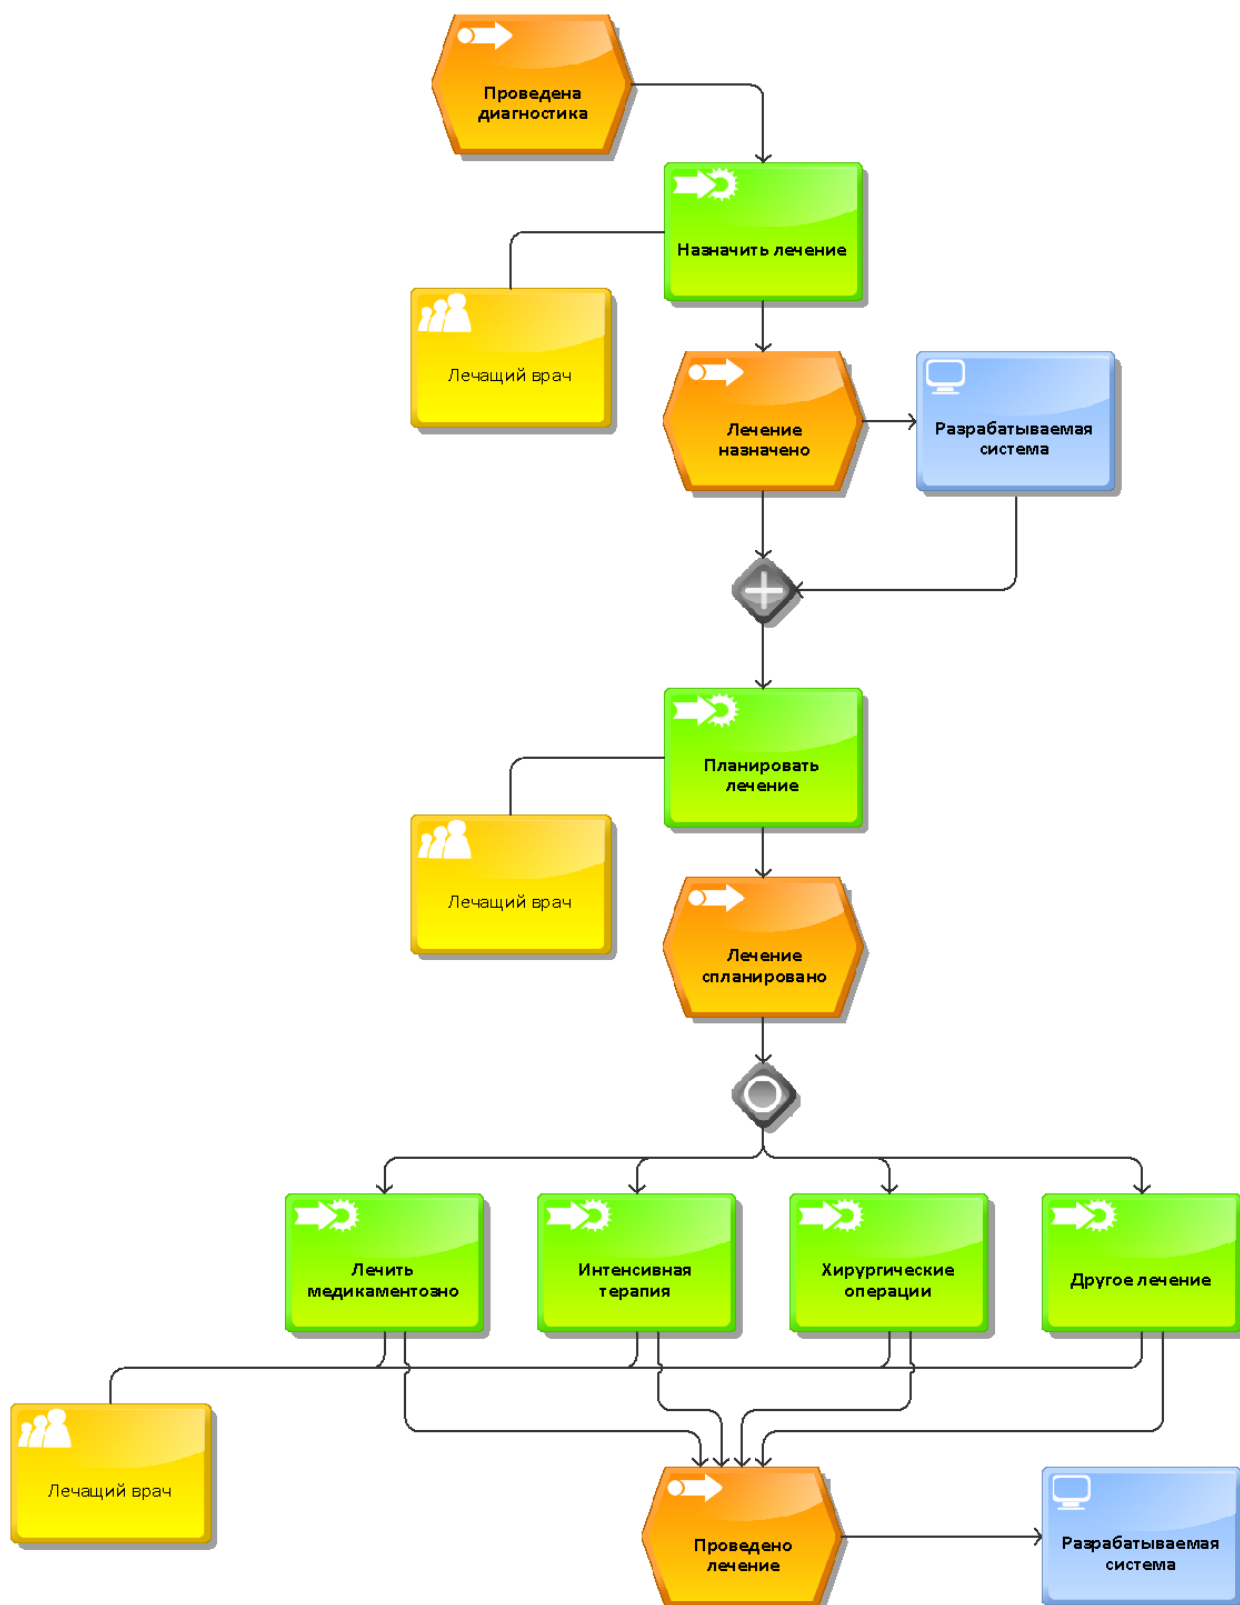 Проведена
диагностика
Назначить лечение
Лечащий врач
Лечение
назначено
Разрабатываемая
система
Планировать
лечение
Лечащий врач
Лечение
спланировано
Лечить
медикаментозно
Интенсивная
терапия
Хирургические
операции
Другое лечение
Лечащий врач
Проведено
лечение
Разрабатываемая
система